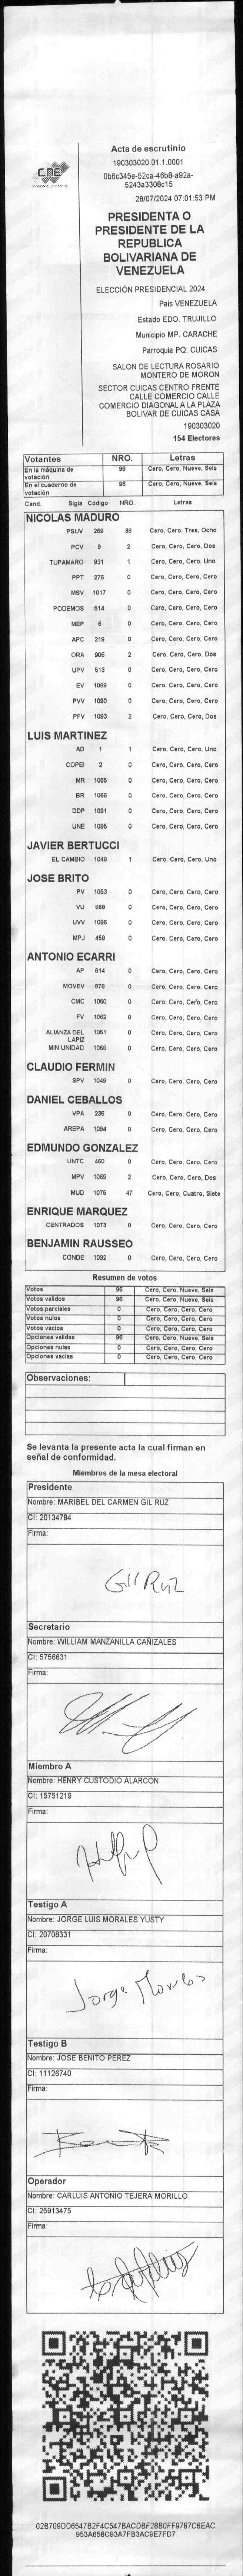 CNE
Acta de escrutinio
190303020.01.1.0001
0b6c345e-52ca-46b8-a92a-
5243a3308c15
28/07/2024 07:01:53 PM
PRESIDENTA O
PRESIDENTE DE LA
REPUBLICA
BOLIVARIANA DE
VENEZUELA
ELECCIÓN PRESIDENCIAL 2024
Pais VENEZUELA
Estado EDO. TRUJILLO
Municipio MP. CARACHE
Parroquia PQ. CUICAS
SALON DE LECTURA ROSARIO
MONTERO DE MORON
SECTOR CUICAS CENTRO FRENTE
CALLE COMERCIO CALLE
COMERCIO DIAGONAL A LA PLAZA
BOLIVAR DE CUICAS CASA
190303020
154 Electores
Votantes NRO. Letras
En la máquina de votación 96 Cero, Cero, Nueve, Seis
En el cuaderno de votación 96 Cero, Cero, Nueve, Seis
Cand. Sigla Código NRO. Letras
NICOLAS MADURO
PSUV 269 38 Cero, Cero, Tres, Ocho
PCV 9 2 Cero, Cero, Cero, Dos
TUPAMARO 931 1 Cero, Cero, Cero, Uno
PPT 276 0 Cero, Cero, Cero, Cero
MSV 1017 0 Cero, Cero, Cero, Cero
PODEMOS 514 0 Cero, Cero, Cero, Cero
MEP 6 0 Cero, Cero, Cero, Cero
APC 219 0 Cero, Cero, Cero, Cero
ORA 906 2 Cero, Cero, Cero, Dos
UPV 513 0 Cero, Cero, Cero, Cero
EV 1089 0 Cero, Cero, Cero, Cero
PVV 1090 0 Cero, Cero, Cero, Cero
PFV 1093 2 Cero, Cero, Cero, Dos
LUIS MARTINEZ
AD 1 1 Cero, Cero, Cero, Uno
COPEI 2 0 Cero, Cero, Cero, Cero
MR 1065 0 Cero, Cero, Cero, Cero
BR 1066 0 Cero, Cero, Cero, Cero
DDP 1091 0 Cero, Cero, Cero, Cero
UNE 1095 0 Cero, Cero, Cero, Cero
JAVIER BERTUCCI
EL CAMBIO 1048 1 Cero, Cero, Cero, Uno
JOSE BRITO
PV 1053 0 Cero, Cero, Cero, Cero
VU 868 0 Cero, Cero, Cero, Cero
UVV 1096 0 Cero, Cero, Cero, Cero
MPJ 459 0 Cero, Cero, Cero, Cero
ANTONIO ECARRI
AP 814 0 Cero, Cero, Cero, Cero
MOVEV 978 0 Cero, Cero, Cero, Cero
CMC 1050 0 Cero, Cero, Cero, Cero
FV 1062 0 Cero, Cero, Cero, Cero
ALIANZA DEL LAPIZ 1051 0 Cero, Cero, Cero, Cero
MIN UNIDAD 1069 0 Cero, Cero, Cero, Cero
CLAUDIO FERMIN
SPV 1049 0 Cero, Cero, Cero, Cero
DANIEL CEBALLOS
VPA 236 0 Cero, Cero, Cero, Cero
AREPA 1094 0 Cero, Cero, Cero, Cero
EDMUNDO GONZALEZ
UNTC 460 0 Cero, Cero, Cero, Cero
MPV 1069 2 Cero, Cero, Cero, Dos
MUD 1075 47 Cero, Cero, Cuatro, Siete
ENRIQUE MARQUEZ
CENTRADOS 1073 0 Cero, Cero, Cero, Cero
BENJAMIN RAUSSEO
CONDE 1092 0 Cero, Cero, Cero, Cero
Resumen de votos
Votos 96 Cero, Cero, Nueve, Seis
Votos validos 96 Cero, Cero, Nueve, Seis
Votos parciales 0 Cero, Cero, Cero, Cero
Votos nulos 0 Cero, Cero, Cero, Cero
Votos vacios 0 Cero, Cero, Cero, Cero
Opciones validas 96 Cero, Cero, Nueve, Seis
Opciones nulas 0 Cero, Cero, Cero, Cero
Opciones vacias 0 Cero, Cero, Cero, Cero
Observaciones:
Se levanta la presente acta la cual firman en
señal de conformidad.
Miembros de la mesa electoral
Presidente
Nombre: MARIBEL DEL CARMEN GIL RUZ
CI: 20134784
Firma:
Gil Ruz
Secretario
Nombre: WILLIAM MANZANILLA CAÑIZALES
CI: 5756631
Firma:
Miembro A
Nombre: HENRY CUSTODIO ALARCON
CI: 15751219
Firma:
Testigo A
Nombre: JORGE LUIS MORALES YUSTY
CI: 20708331
Firma:
Jorge Morales
Testigo B
Nombre: JOSE BENITO PEREZ
CI: 11126740
Firma:
Operador
Nombre: CARLUIS ANTONIO TEJERA MORILLO
CI: 25913475
Firma:
02B709DD6547B2F4C547BACDBF28B0FF9787C6EAC
953A658C93A7FB3AC9E7FD7